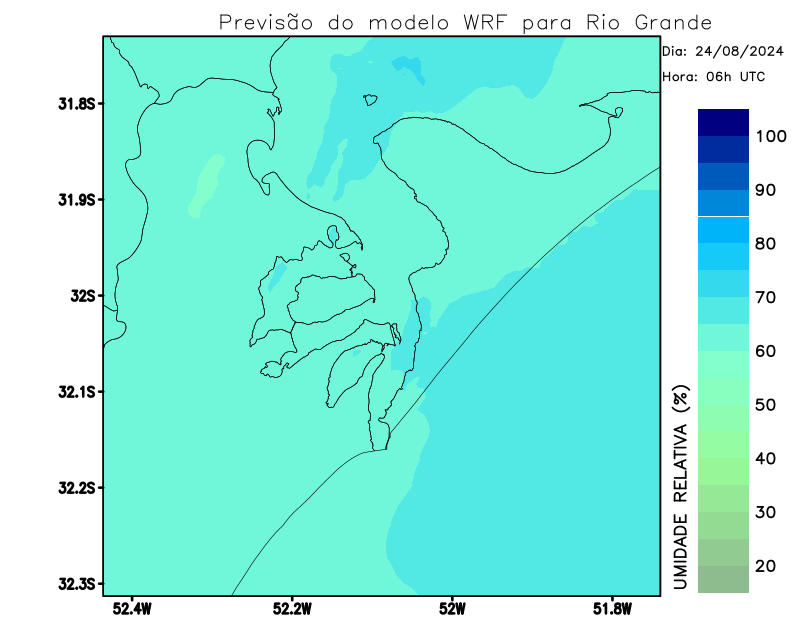 Previsão do modelo WRF para Rio Grande
Dia: 24/08/2024
Hora: 06h UTC
31.8S
31.9S
32S
32.1S
32.2S
32.3S
52.4W
52.2W
52W
51.8W
UMIDADE RELATIVA (%)
100
90
80
70
60
50
40
30
20